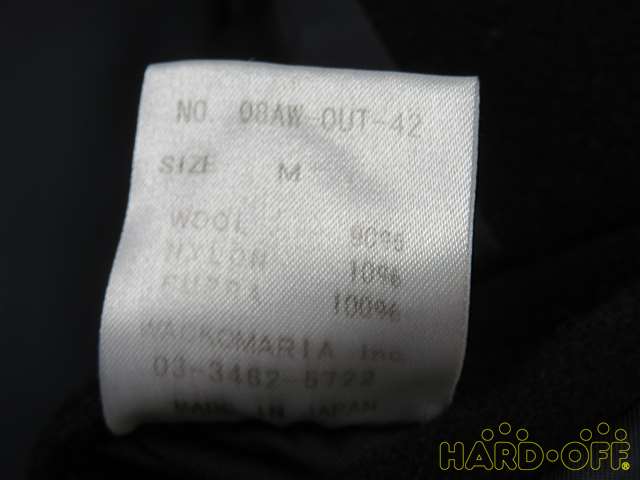 NO. 08AW-OUT-42
SIZE M
WOOL 90%
NYLON 10%
CUPRA 100%
WACKOMARIA Inc.
03-3462-5722
MADE IN JAPAN
HARD-OFF®